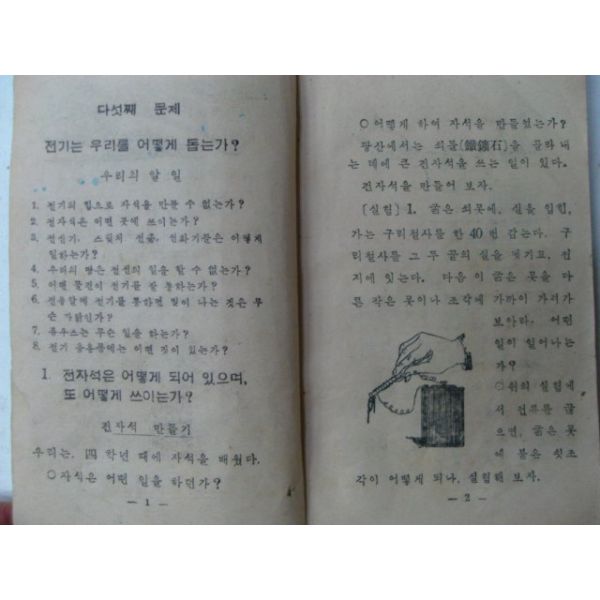 다섯째 문제
전기는 우리를 어떻게 돕는가?
우리의 알 일
1. 전기의 힘으로 자석을 만들 수 없는가?
2. 전자석은 어떤 곳에 쓰이는가?
3. 전신기, 스위치 전종, 전화기들은 어떻게
일하는가?
4. 우리의 땅은 전선의 일을 할 수 없는가?
5. 어떤 물건이 전기를 잘 통하는가?
6. 전등알에 전기를 통하면 빛이 나는 것은 무
슨 까닭인가?
7. 퓨우즈는 무슨 일을 하는가?
8. 전기 응용품에는 어떤 것이 있는가?
1. 전자석은 어떻게 되어 있으며,
또 어떻게 쓰이는가?
전자석 만들기
우리는, 四 학년 때에 자석을 배웠다.
○자석은 어떤 일을 하던가?
— 1 —
○어떻게 하여 자석을 만들었는가?
광산에서는 쇠돌[鐵鑛石]을 골라 내
는 데에 큰 전자석을 쓰는 일이 있다.
전자석을 만들어 보자.
[실험] 1. 굵은 쇠못에, 실을 입힌,
가는 구리철사를 한 40 번 감는다. 구
리철사를 그 두 끝의 실을 벗기고, 전
지에 잇는다. 다음 이 굵은 못을 다
른 작은 못이나 조각에 가까이 가져가
보아라. 어떤
일이 일어나는
가?
○위의 실험에
서 전류를 끊
으면, 굵은 못
에 붙은 쇳조
각이 어떻게 되나, 실험해 보자.
— 2 —